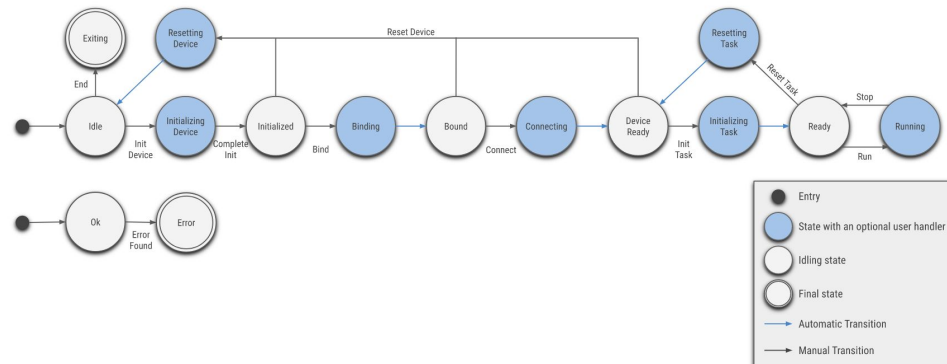 Exiting
Resetting
Device
Reset Device
Resetting
Task
End
Reset Task
Stop
Idle
Init
Device
Initializing
Device
Complete
Init
Initialized
Bind
Binding
Bound
Connect
Connecting
Device
Ready
Init
Task
Initializing
Task
Ready
Run
Running
Ok
Error
Found
Error
Entry
State with an optional user handler
Idling state
Final state
Automatic Transition
Manual Transition